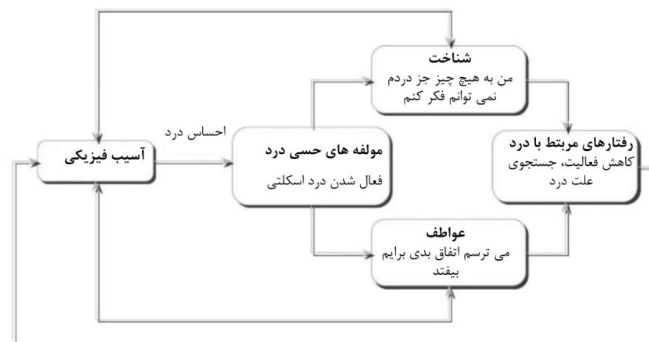 شناخت
من به هیچ چیز جز دردم
نمی توانم فکر کنم
احساس درد
آسیب فیزیکی
مولفه های حسی درد
فعال شدن درد اسکلتی
رفتارهای مربتط با درد
کاهش فعالیت، جستجوی
علت درد
عواطف
می ترسم اتفاق بدی برایم
بیفتد